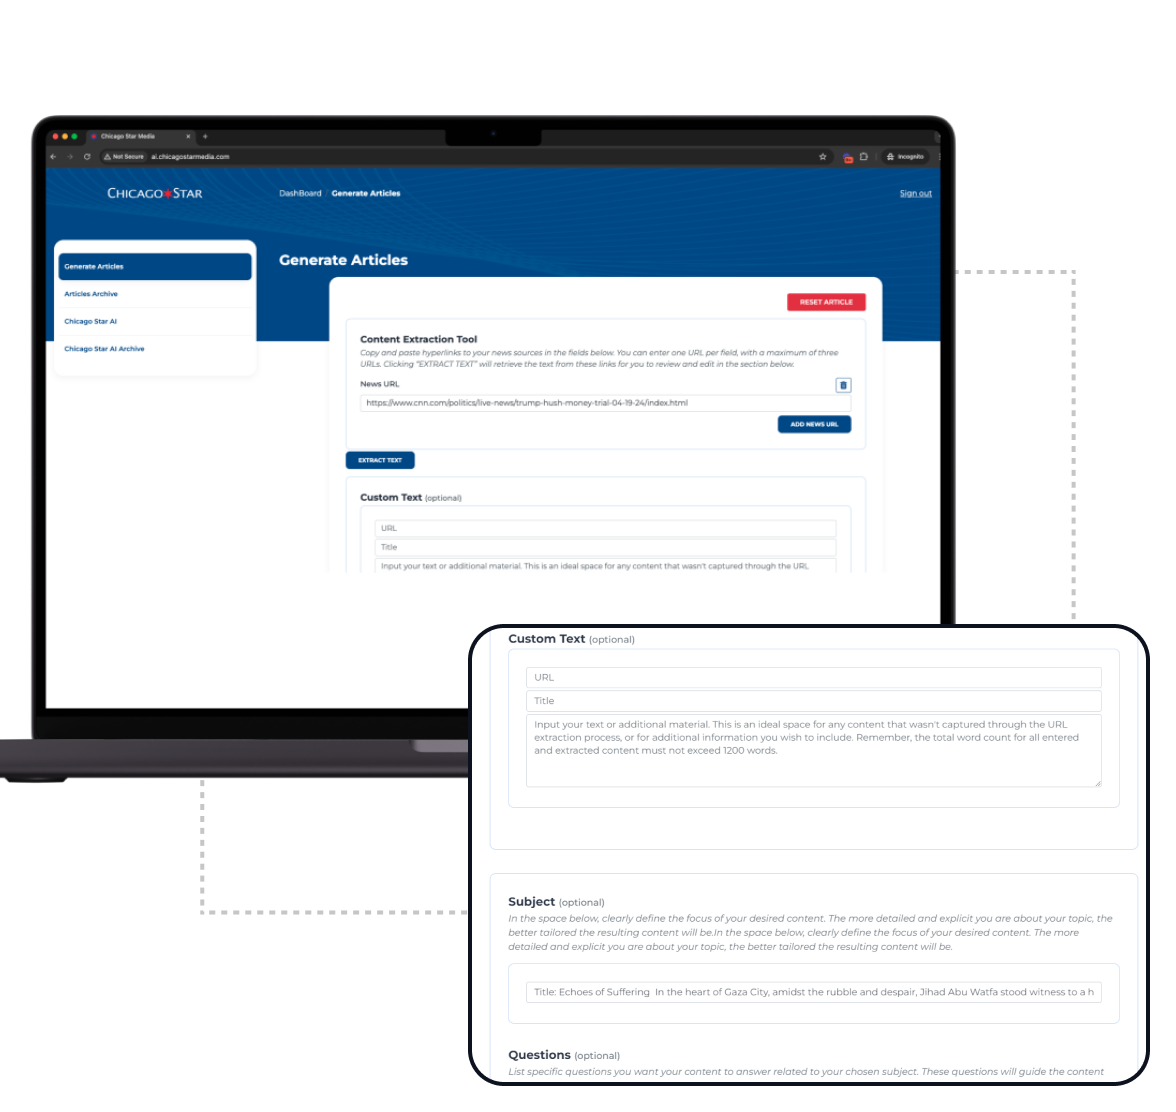 Chicago Star Media
Not Secure ai.chicagostarmedia.com
Incognito
CHICAGO STAR
DashBoard / Generate Articles
Sign out
Generate Articles
Generate Articles
Articles Archive
Chicago Star AI
Chicago Star AI Archive
RESET ARTICLE
Content Extraction Tool
Copy and paste hyperlinks to your news sources in the fields below. You can enter one URL per field, with a maximum of three
URLs. Clicking "EXTRACT TEXT" will retrieve the text from these links for you to review and edit in the section below.
News URL
https://www.cnn.com/politics/live-news/trump-hush-money-trial-04-19-24/index.html
ADD NEWS URL
EXTRACT TEXT
Custom Text (optional)
URL
Title
Input your text or additional material. This is an ideal space for any content that wasn't captured through the URL
Custom Text (optional)
URL
Title
Input your text or additional material. This is an ideal space for any content that wasn't captured through the URL
extraction process, or for additional information you wish to include. Remember, the total word count for all entered
and extracted content must not exceed 1200 words.
Subject (optional)
In the space below, clearly define the focus of your desired content. The more detailed and explicit you are about your topic, the
better tailored the resulting content will be.In the space below, clearly define the focus of your desired content. The more
detailed and explicit you are about your topic, the better tailored the resulting content will be.
Title: Echoes of Suffering In the heart of Gaza City, amidst the rubble and despair, Jihad Abu Watfa stood witness to a h
Questions (optional)
List specific questions you want your content to answer related to your chosen subject. These questions will guide the content